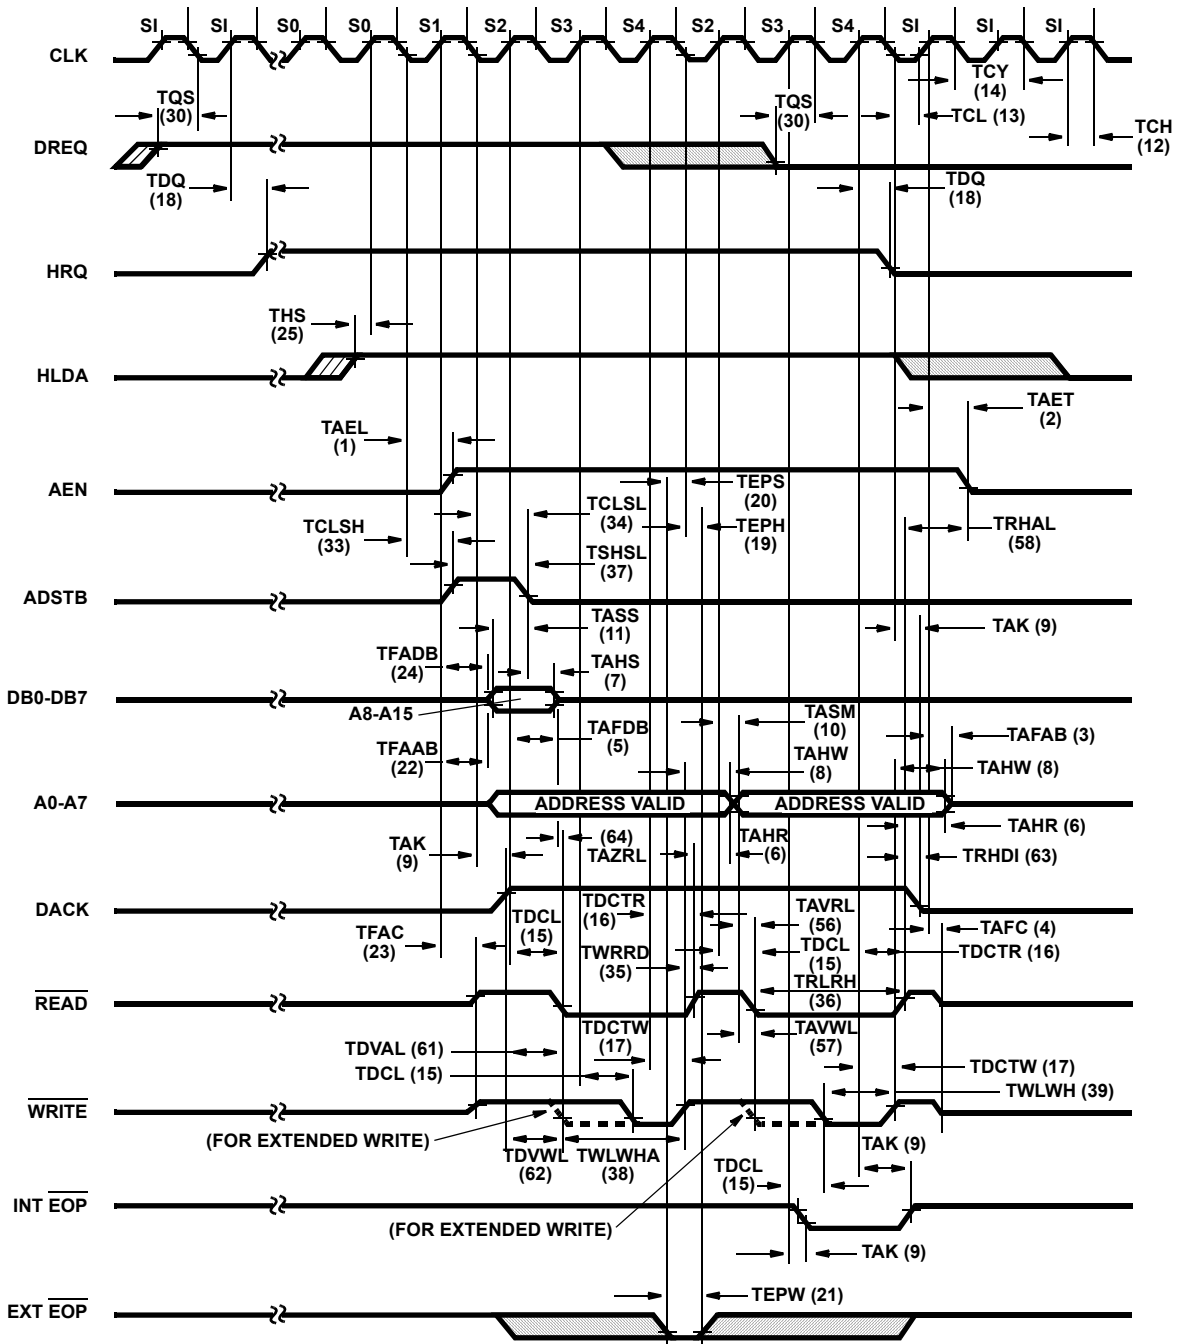 SI SI S0 S0 S1 S2 S3 S4 S2 S3 S4 SI SI SI
CLK
TCY
(14)
TQS
(30)
TQS
(30)
TCL (13)
TCH
(12)
DREQ
TDQ
(18)
TDQ
(18)
HRQ
THS
(25)
HLDA
TAET
(2)
TAEL
(1)
AEN
TEPS
(20)
TCLSL
(34)
TEPH
(19)
TRHAL
(58)
TCLSH
(33)
TSHSL
(37)
ADSTB
TASS
(11)
TAK (9)
TFADB
(24)
TAHS
(7)
DB0-DB7
A8-A15
TAFDB
(5)
TASM
(10)
TAFAB (3)
TFAAB
(22)
TAHW
(8)
TAHW (8)
A0-A7
ADDRESS VALID ADDRESS VALID
TAHR (6)
TAK
(9)
(64)
TAZRL
TAHR
(6)
TRHDI (63)
DACK
TDCTR
(16)
TAVRL
(56)
TAFC (4)
TFAC
(23)
TDCL
(15)
TWRRD
(35)
TDCL
(15)
TDCTR (16)
READ
TRLRH
(36)
TDCTW
(17)
TAVWL
(57)
TDVAL (61)
TDCTW (17)
TDCL (15)
TWLWH (39)
WRITE
(FOR EXTENDED WRITE)
TDVWL
(62)
TWLWHA
(38)
TAK (9)
TDCL
(15)
INT EOP
(FOR EXTENDED WRITE)
TAK (9)
TEPW (21)
EXT EOP